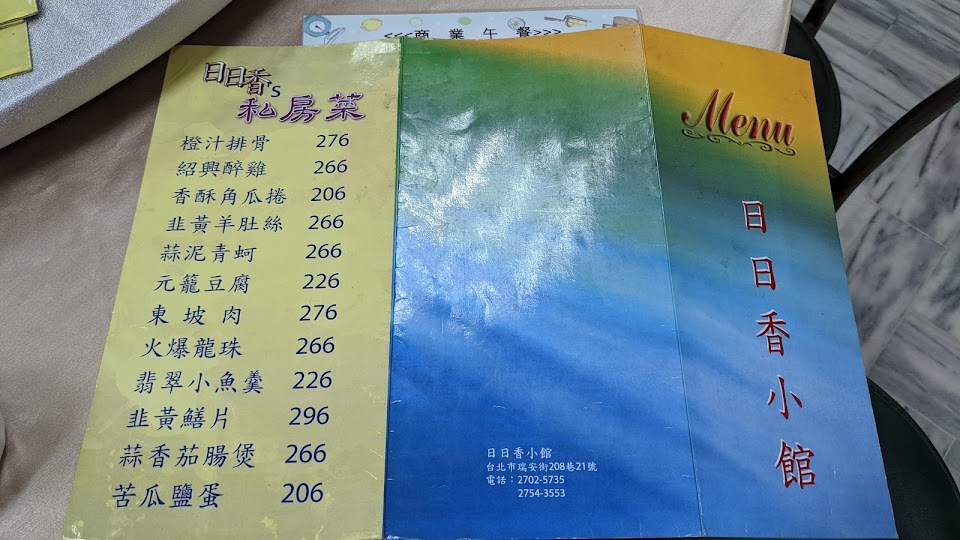 <<<商業午餐>>>
日日香's
私房菜
橙汁排骨 276
紹興醉雞 266
香酥角瓜捲 206
韭黃羊肚絲 266
蒜泥青蚵 266
元籠豆腐 226
東坡肉 276
火爆龍珠 266
翡翠小魚羹 226
韭黃鱔片 296
蒜香茄腸煲 266
苦瓜鹽蛋 206
日日香小館
台北市瑞安街208巷21號
電話：2702-5735
2754-3553
Menu
日日香小館